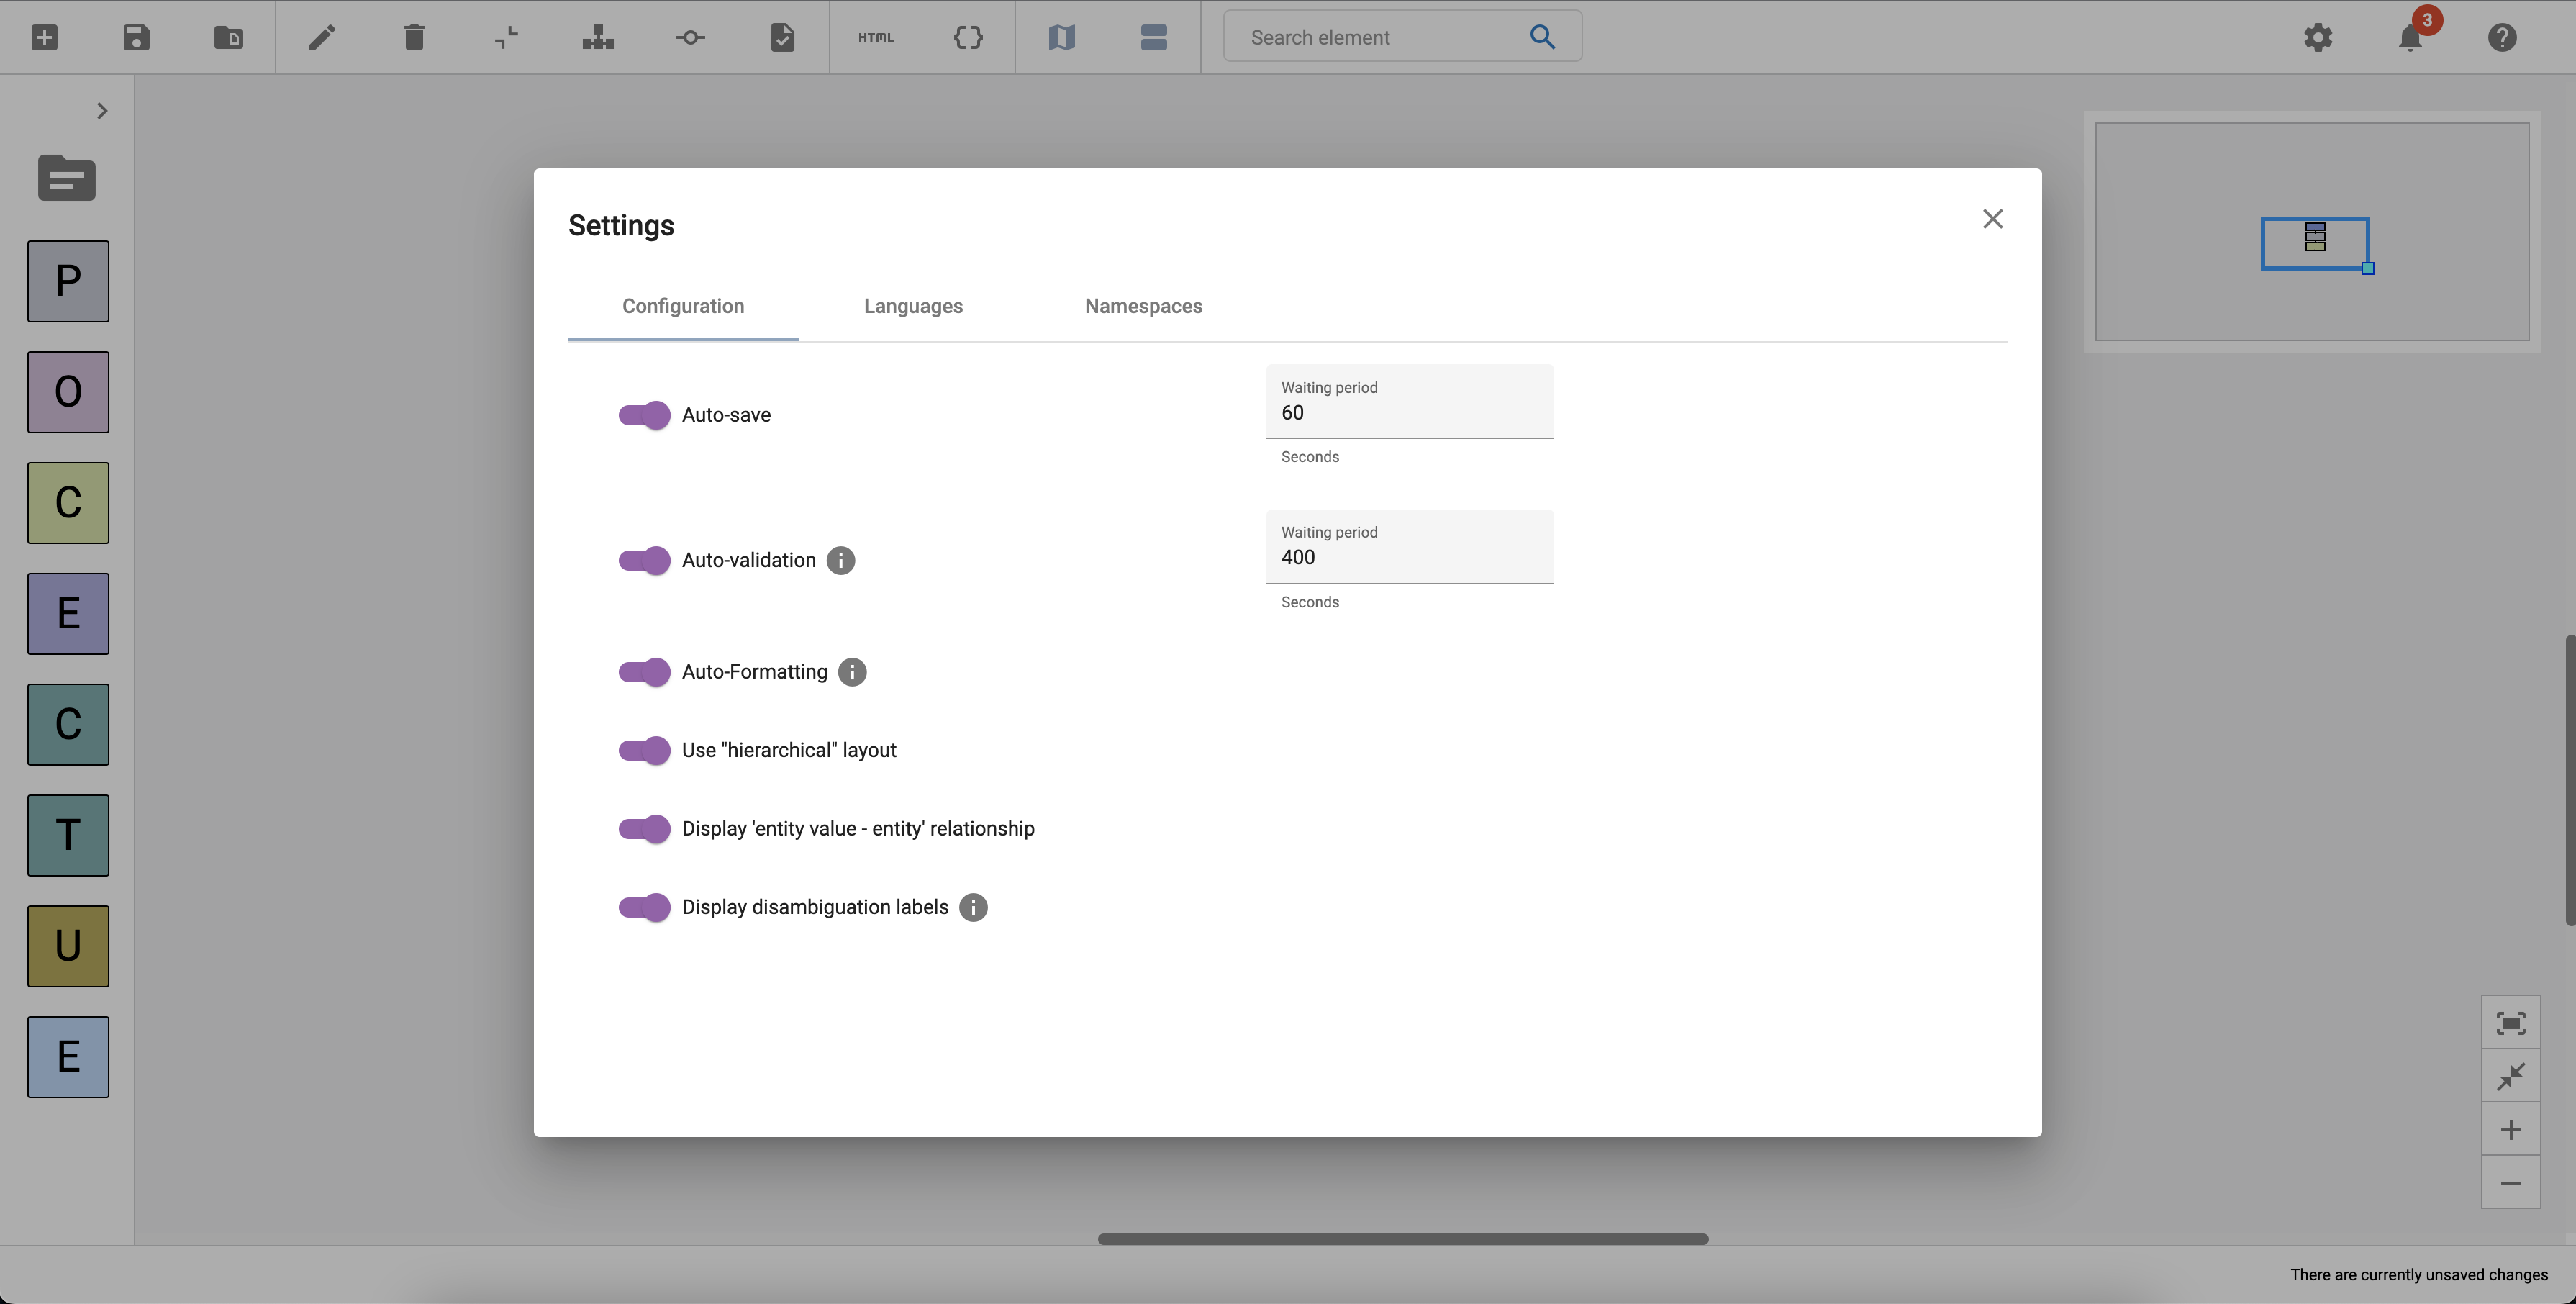 HTML
Search element
3
P
O
C
E
C
T
U
E
Settings
Configuration
Languages
Namespaces
Auto-save
Waiting period
60
Seconds
Auto-validation
Waiting period
400
Seconds
Auto-Formatting
Use "hierarchical" layout
Display 'entity value - entity' relationship
Display disambiguation labels
There are currently unsaved changes